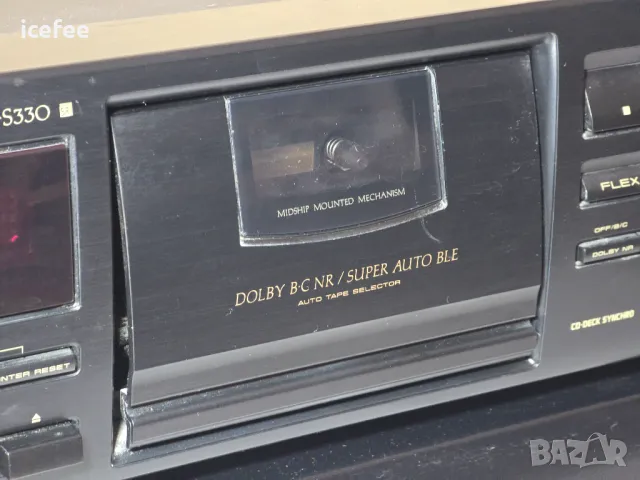 icefee
-S330
MIDSHIP MOUNTED MECHANISM
DOLBY B·C NR / SUPER AUTO BLE
AUTO TAPE SELECTOR
FLEX
OFF/B/C
DOLBY NR
CD·DECK SYNCHRO
NTER RESET
BAZAR